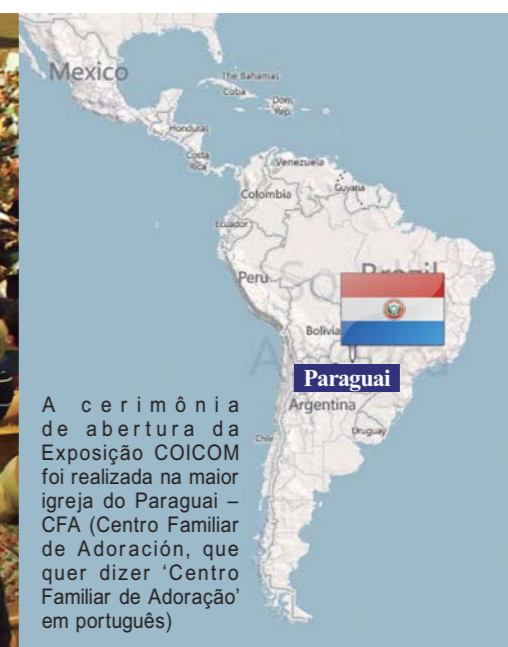 Mexico
The Bahamas
Cuba
Dom.
Rep.
Honduras
Costa
Rica
Venezuela
Guyana
Colombia
Ecuador
Peru
Brazil
Bolivia
Paraguai
Argentina
Chile
Uruguay
A cerimônia
de abertura da
Exposição COICOM
foi realizada na maior
igreja do Paraguai –
CFA (Centro Familiar
de Adoración, que
quer dizer ‘Centro
Familiar de Adoração’
em português)